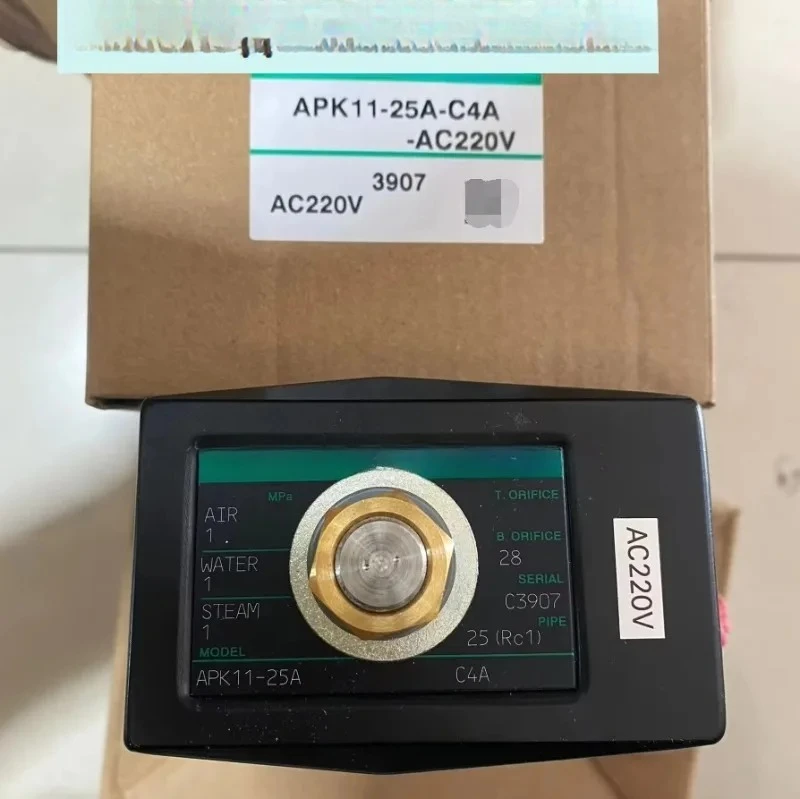 APK11-25A-C4A
-AC220V
3907
AC220V
MPa
T. ORIFICE
AIR
1
B. ORIFICE
28
WATER
1
SERIAL
C3907
STEAM
1
PIPE
25 (Rc1)
MODEL
APK11-25A C4A
AC220V